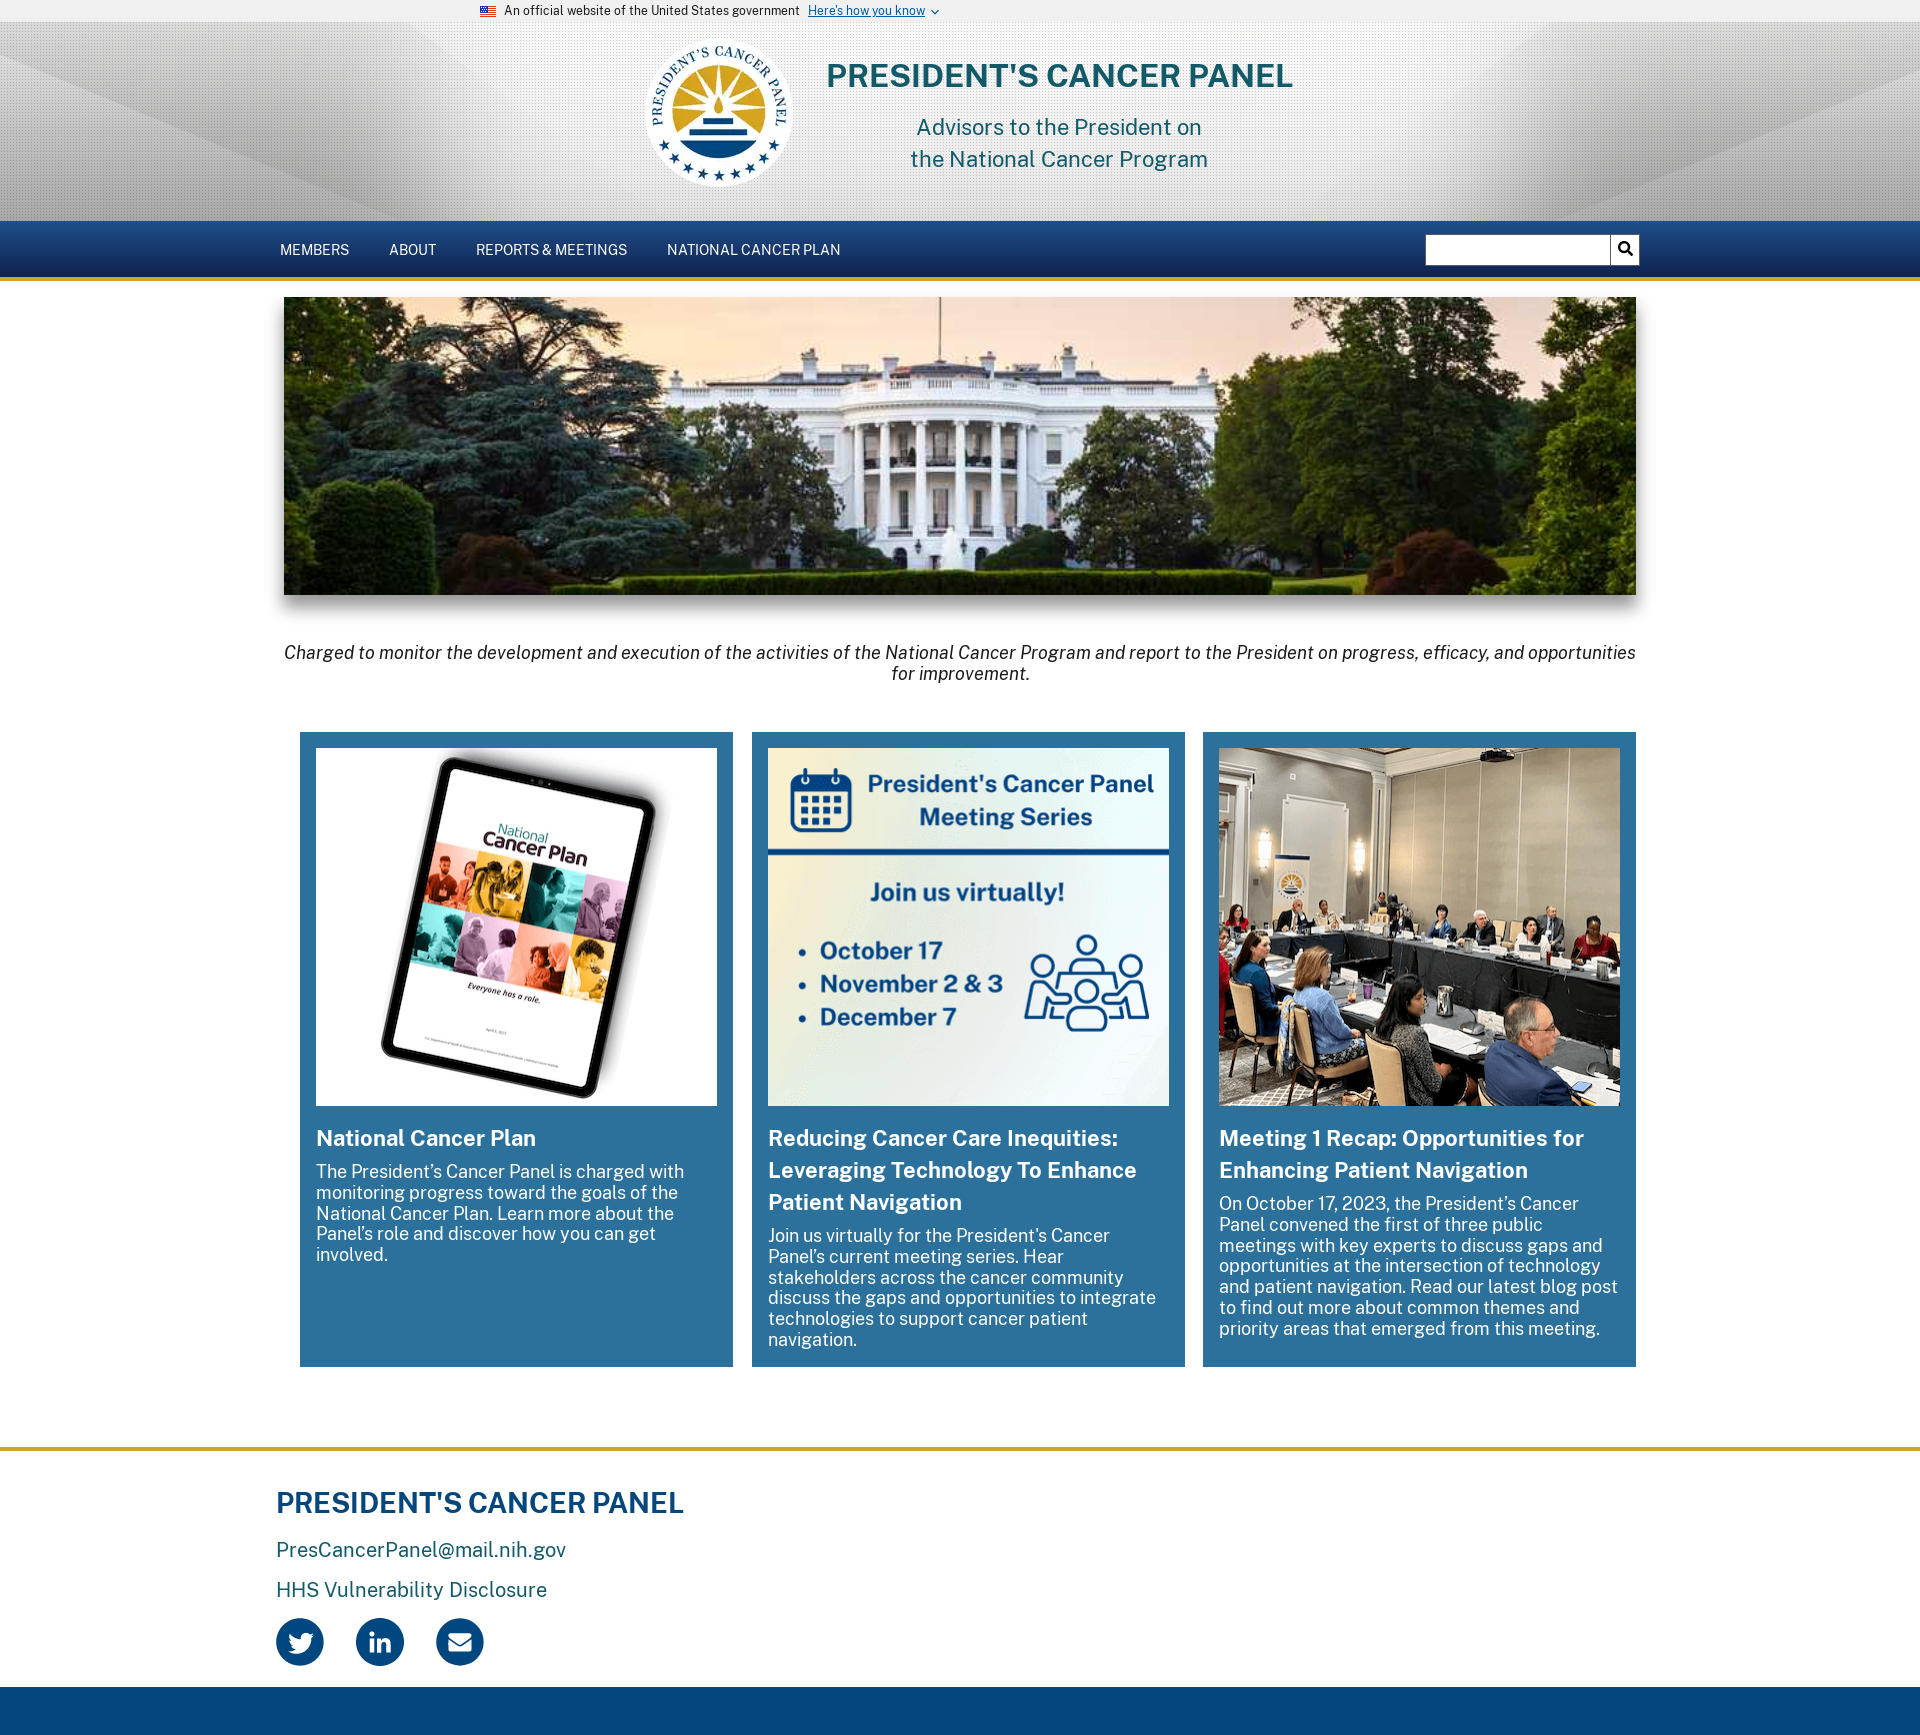 An official website of the United States government Here's how you know
PRESIDENT'S CANCER PANEL
PRESIDENT'S CANCER PANEL
Advisors to the President on
the National Cancer Program
MEMBERS ABOUT REPORTS & MEETINGS NATIONAL CANCER PLAN
Charged to monitor the development and execution of the activities of the National Cancer Program and report to the President on progress, efficacy, and opportunities
for improvement.
National
Cancer Plan
Everyone has a role.
National Cancer Plan
The President’s Cancer Panel is charged with
monitoring progress toward the goals of the
National Cancer Plan. Learn more about the
Panel’s role and discover how you can get
involved.
President's Cancer Panel
Meeting Series
Join us virtually!
• October 17
• November 2 & 3
• December 7
Reducing Cancer Care Inequities:
Leveraging Technology To Enhance
Patient Navigation
Join us virtually for the President's Cancer
Panel’s current meeting series. Hear
stakeholders across the cancer community
discuss the gaps and opportunities to integrate
technologies to support cancer patient
navigation.
Meeting 1 Recap: Opportunities for
Enhancing Patient Navigation
On October 17, 2023, the President’s Cancer
Panel convened the first of three public
meetings with key experts to discuss gaps and
opportunities at the intersection of technology
and patient navigation. Read our latest blog post
to find out more about common themes and
priority areas that emerged from this meeting.
PRESIDENT'S CANCER PANEL
PresCancerPanel@mail.nih.gov
HHS Vulnerability Disclosure
in